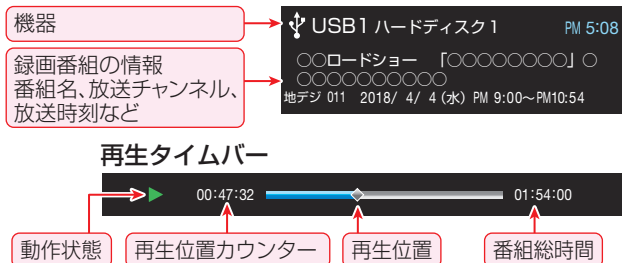 機器
USB1 ハードディスク1 PM 5:08
録画番組の情報
番組名、放送チャンネル、
放送時刻など
○○ロードショー 「○○○○○○○○」○
○○○○○○○○○○
地デジ 011 2018/ 4/ 4 (水) PM 9:00～PM10:54
再生タイムバー
00:47:32 01:54:00
動作状態 再生位置カウンター 再生位置 番組総時間